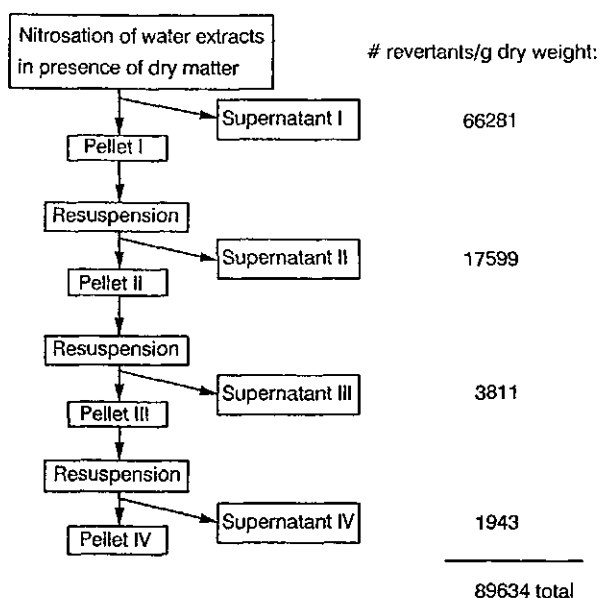 Nitrosation of water extracts
in presence of dry matter
# revertants/g dry weight:
Supernatant I
66281
Pellet I
Resuspension
Supernatant II
17599
Pellet II
Resuspension
Supernatant III
3811
Pellet III
Resuspension
Supernatant IV
1943
Pellet IV
89634 total